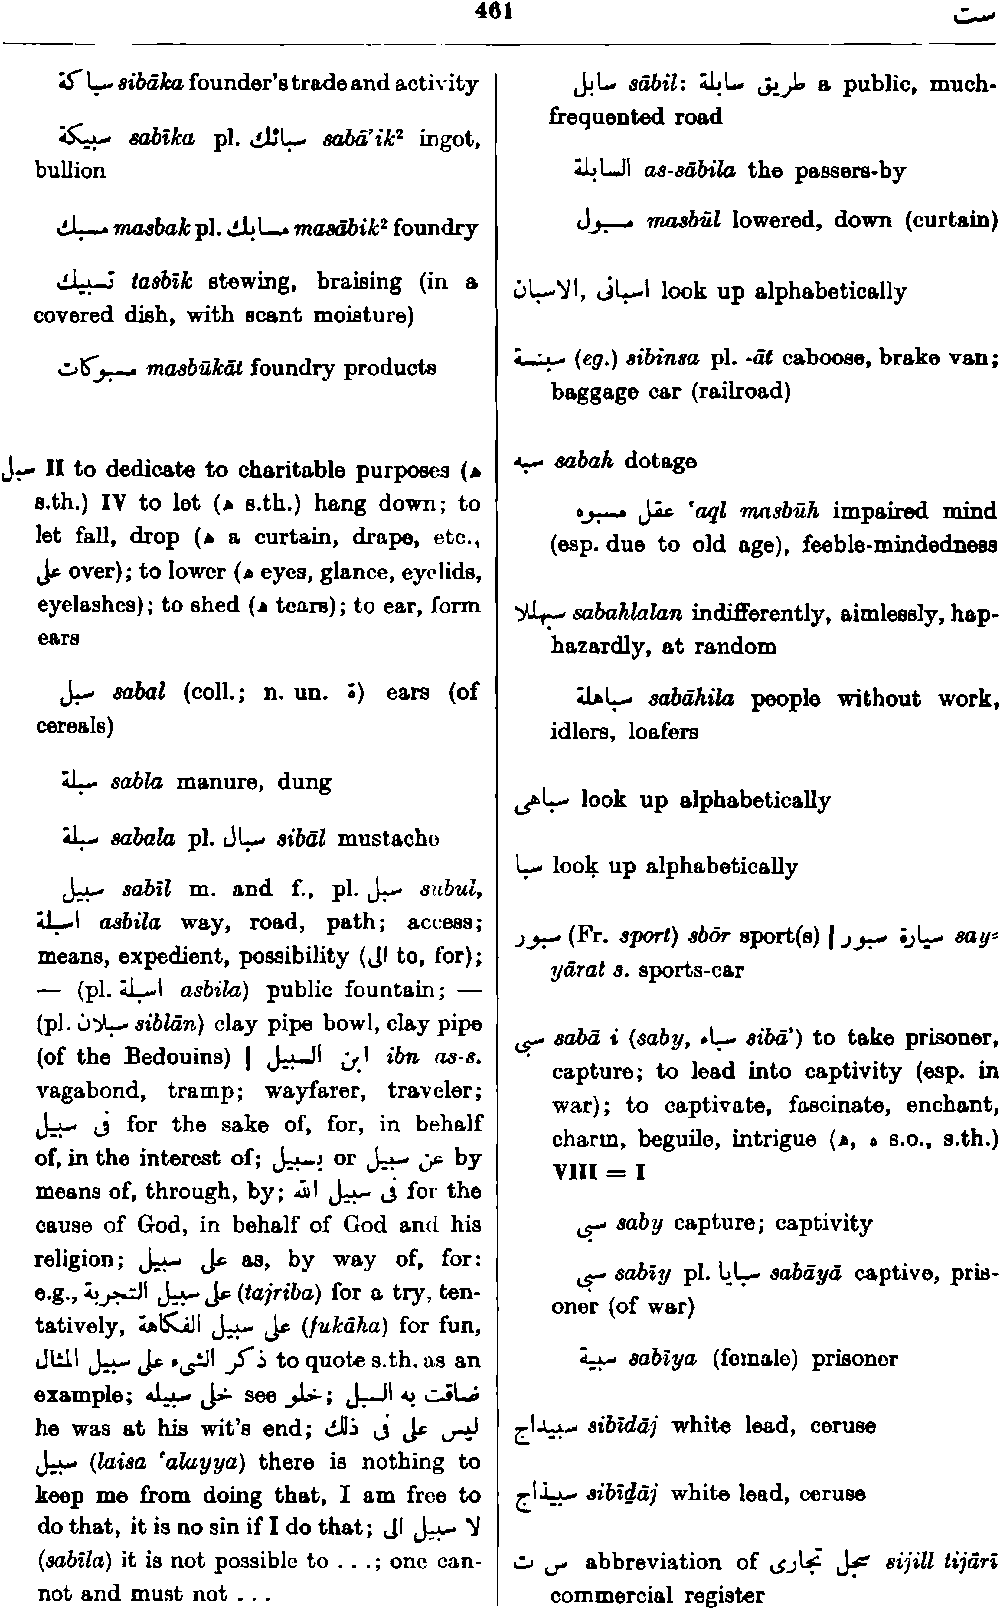 461
ست
سباكة sibāka founder's trade and activity
سبيكة sabīka pl. سبائك sabā'ik² ingot,
bullion
مسبك masbak pl. مسابك masābik² foundry
تسبيك tasbīk stewing, braising (in a
covered dish, with scant moisture)
مسبوكات masbūkāt foundry products
سبل II to dedicate to charitable purposes (ه
s.th.) IV to let (ه s.th.) hang down; to
let fall, drop (ه a curtain, drape, etc.,
على over); to lower (ه eyes, glance, eyelids,
eyelashes); to shed (ه tears); to ear, form
ears
سبل sabal (coll.; n. un. ة) ears (of
cereals)
سبلة sabla manure, dung
سبلة sabala pl. سبال sibāl mustache
سبيل sabīl m. and f., pl. سبل subul,
اسبلة asbila way, road, path; access;
means, expedient, possibility (الى to, for);
— (pl. اسبلة asbila) public fountain; —
(pl. سبلان siblān) clay pipe bowl, clay pipe
(of the Bedouins) | ابن السبيل ibn as-s.
vagabond, tramp; wayfarer, traveler;
فى سبيل for the sake of, for, in behalf
of, in the interest of; بسبيل or عن سبيل by
means of, through, by; فى سبيل الله for the
cause of God, in behalf of God and his
religion; على سبيل as, by way of, for:
e.g., على سبيل التجربة (tajriba) for a try, ten-
tatively, على سبيل الفكاهة (fukāha) for fun,
ذكر الشىء على سبيل المثال to quote s.th. as an
example; خلى سبيله see خلو; ضاقت به السبل
he was at his wit's end; ليس على فى ذلك
سبيل (laisa 'alayya) there is nothing to
keep me from doing that, I am free to
do that, it is no sin if I do that; لا سبيل الى
(sabīla) it is not possible to . . .; one can-
not and must not . . .
سابل sābil: طريق سابلة a public, much-
frequented road
السابلة as-sābila the passers-by
مسبول masbūl lowered, down (curtain)
اسبانى, الاسبان look up alphabetically
سبنسة (eg.) sibinsa pl. -āt caboose, brake van;
baggage car (railroad)
سبه sabah dotage
عقل مسبوه 'aql masbūh impaired mind
(esp. due to old age), feeble-mindedness
سبهللا sabahlalan indifferently, aimlessly, hap-
hazardly, at random
سباهلة sabāhila people without work,
idlers, loafers
سباهى look up alphabetically
سبا look up alphabetically
سبور (Fr. sport) sbōr sport(s) | سيارة سبور say-
yārat s. sports-car
سبى sabā i (saby, سباء sibā') to take prisoner,
capture; to lead into captivity (esp. in
war); to captivate, fascinate, enchant,
charm, beguile, intrigue (ه, ه s.o., s.th.)
VIII = I
سبى saby capture; captivity
سبى sabīy pl. سبايا sabāyā captive, pris-
oner (of war)
سبية sabīya (female) prisoner
سبيداج sibīdāj white lead, ceruse
سبيذاج sibīḏāj white lead, ceruse
س ت abbreviation of سجل تجارى sijill tijārī
commercial register